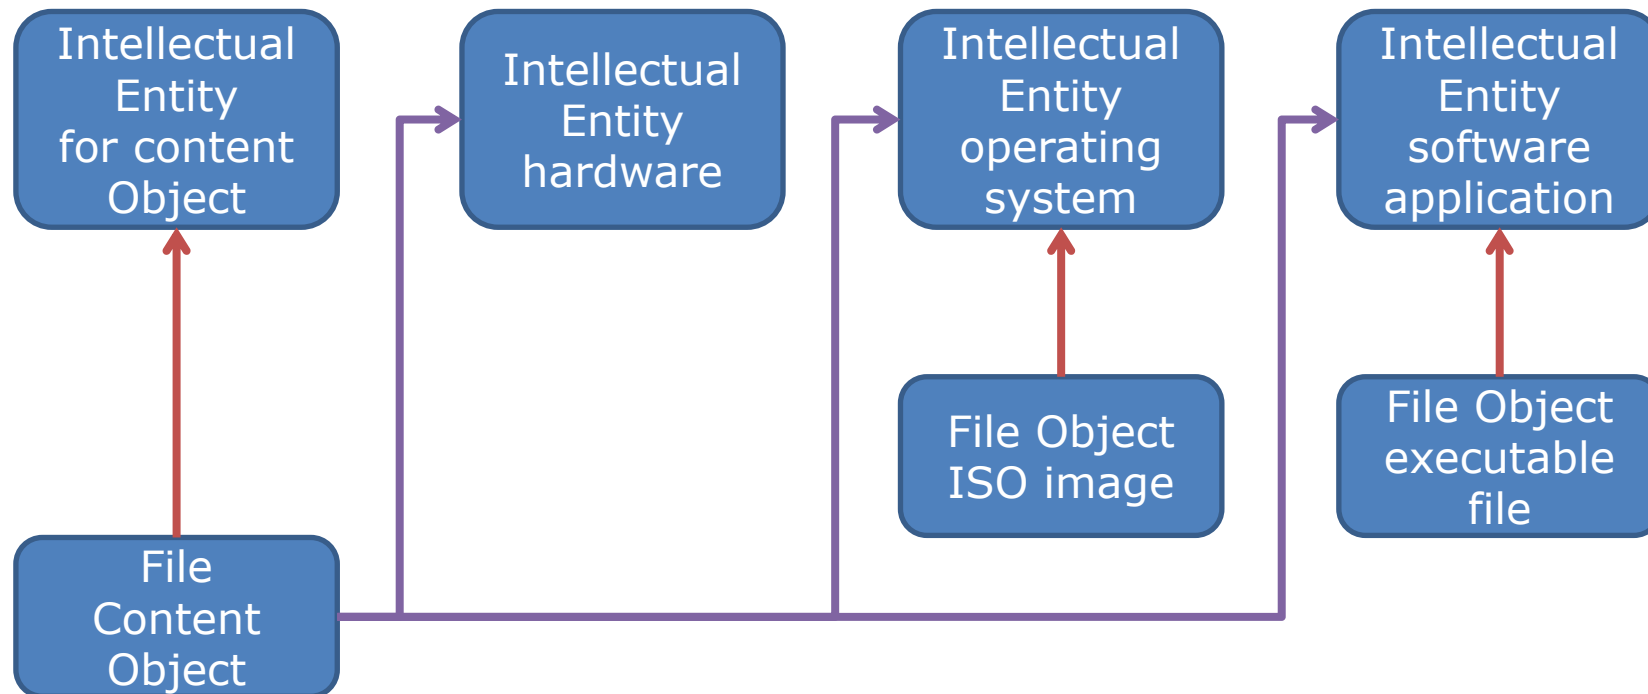 Intellectual
Entity
for content
Object
Intellectual
Entity
hardware
Intellectual
Entity
operating
system
Intellectual
Entity
software
application
File Object
ISO image
File Object
executable
file
File
Content
Object